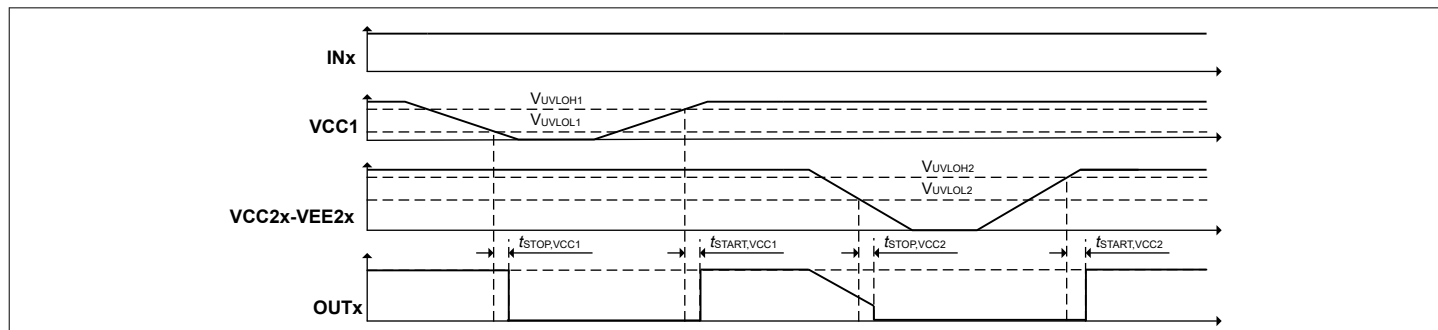 INx
VUVLOH1
VUVLOL1
VCC1
VUVLOH2
VUVLOL2
VCC2x-VEE2x
tSTOP,VCC1
tSTART,VCC1
tSTOP,VCC2
tSTART,VCC2
OUTx